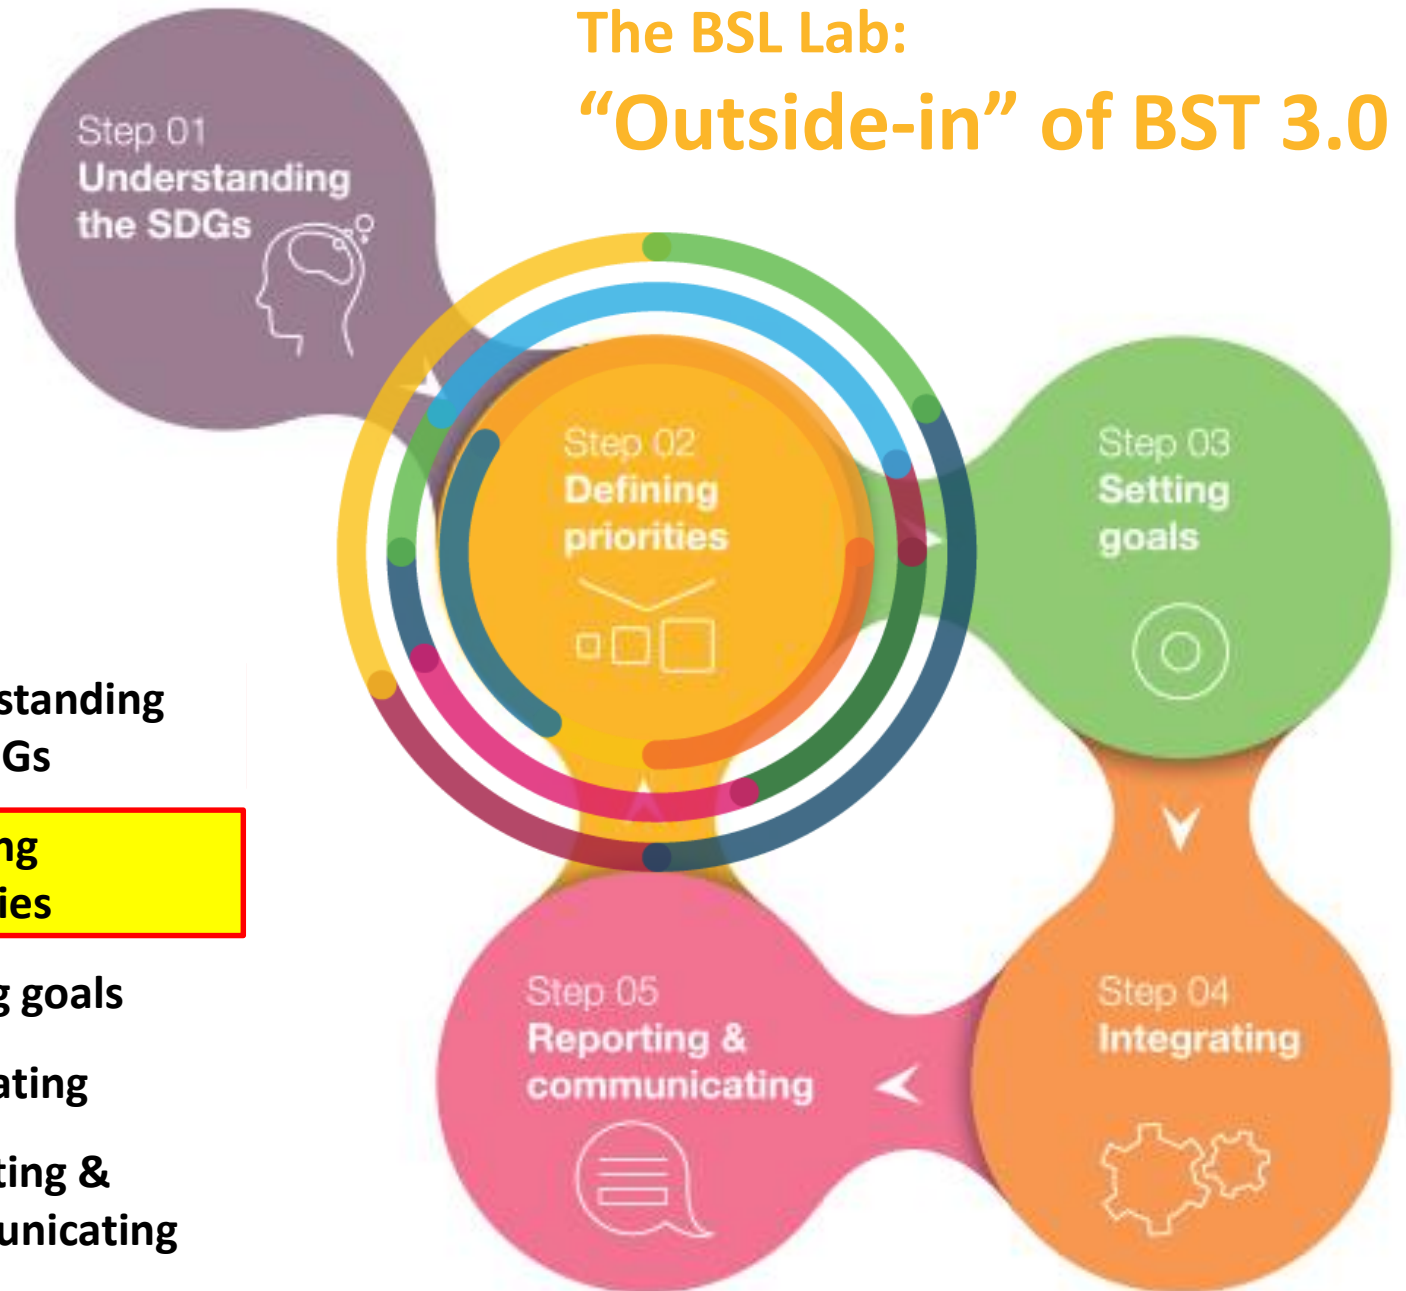 The BSL Lab:
“Outside-in” of BST 3.0
Step 01
Understanding
the SDGs
Step 02
Defining
priorities
Step 03
Setting
goals
Step 04
Integrating
Step 05
Reporting &
communicating
standing
Gs
ng
ies
g goals
ating
ting &
unicating